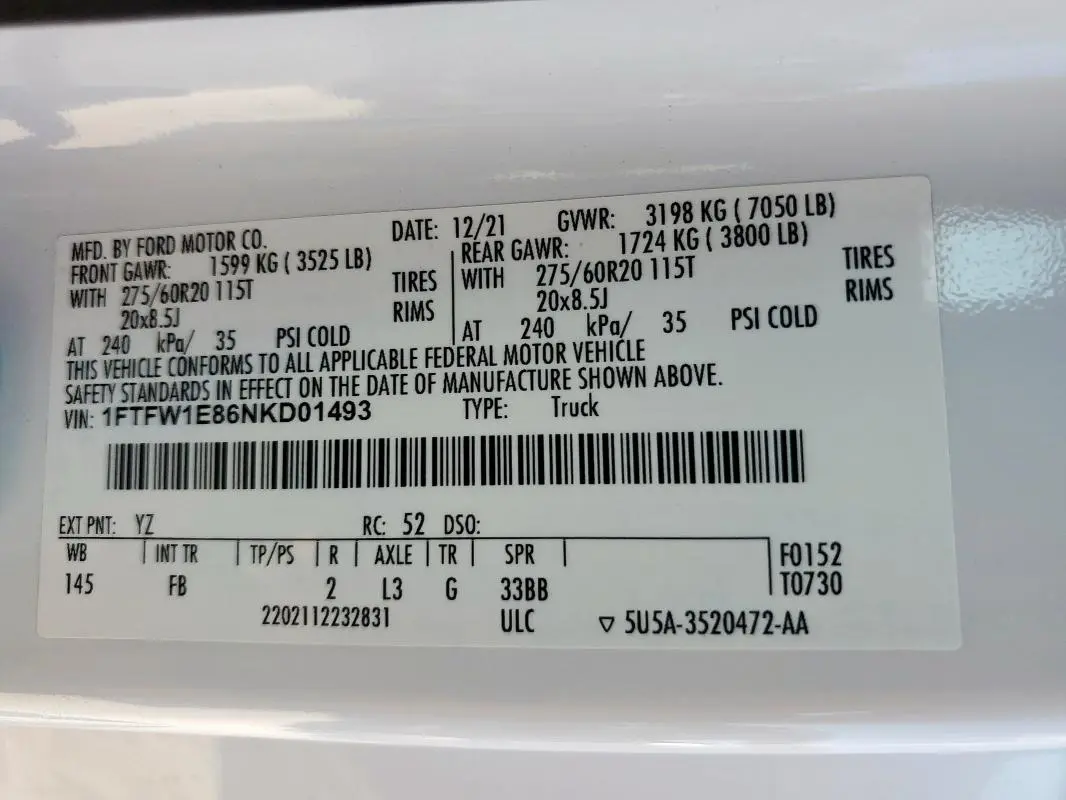 MFD. BY FORD MOTOR CO. DATE: 12/21 GVWR: 3198 KG ( 7050 LB)
FRONT GAWR: 1599 KG ( 3525 LB) REAR GAWR: 1724 KG ( 3800 LB)
WITH 275/60R20 115T TIRES WITH 275/60R20 115T TIRES
20x8.5J RIMS 20x8.5J RIMS
AT 240 kPa/ 35 PSI COLD AT 240 kPa/ 35 PSI COLD
THIS VEHICLE CONFORMS TO ALL APPLICABLE FEDERAL MOTOR VEHICLE
SAFETY STANDARDS IN EFFECT ON THE DATE OF MANUFACTURE SHOWN ABOVE.
VIN: 1FTFW1E86NKD01493 TYPE: Truck
EXT PNT: YZ RC: 52 DSO:
WB INT TR TP/PS R AXLE TR SPR F0152
145 FB 2 L3 G 33BB T0730
2202112232831 ULC ▽ 5U5A-3520472-AA